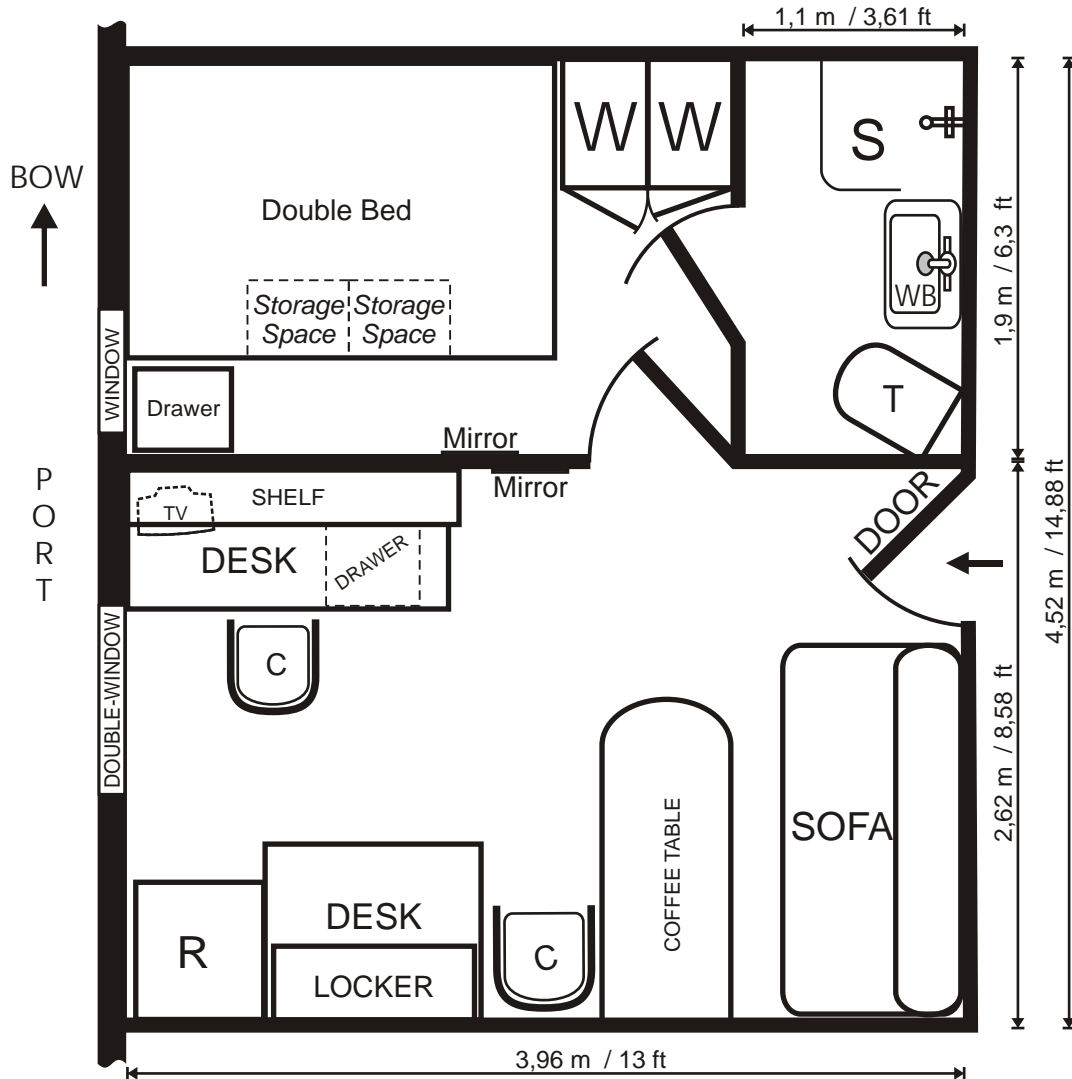 1,1 m / 3,61 ft
BOW
W W
S
Double Bed
Storage Storage
Space Space
WB
1,9 m / 6,3 ft
WINDOW
Drawer
T
Mirror
Mirror
4,52 m / 14,88 ft
PORT
SHELF
TV
DESK
DRAWER
DOOR
C
DOUBLE-WINDOW
2,62 m / 8,58 ft
SOFA
COFFEE TABLE
DESK
R
C
LOCKER
3,96 m / 13 ft